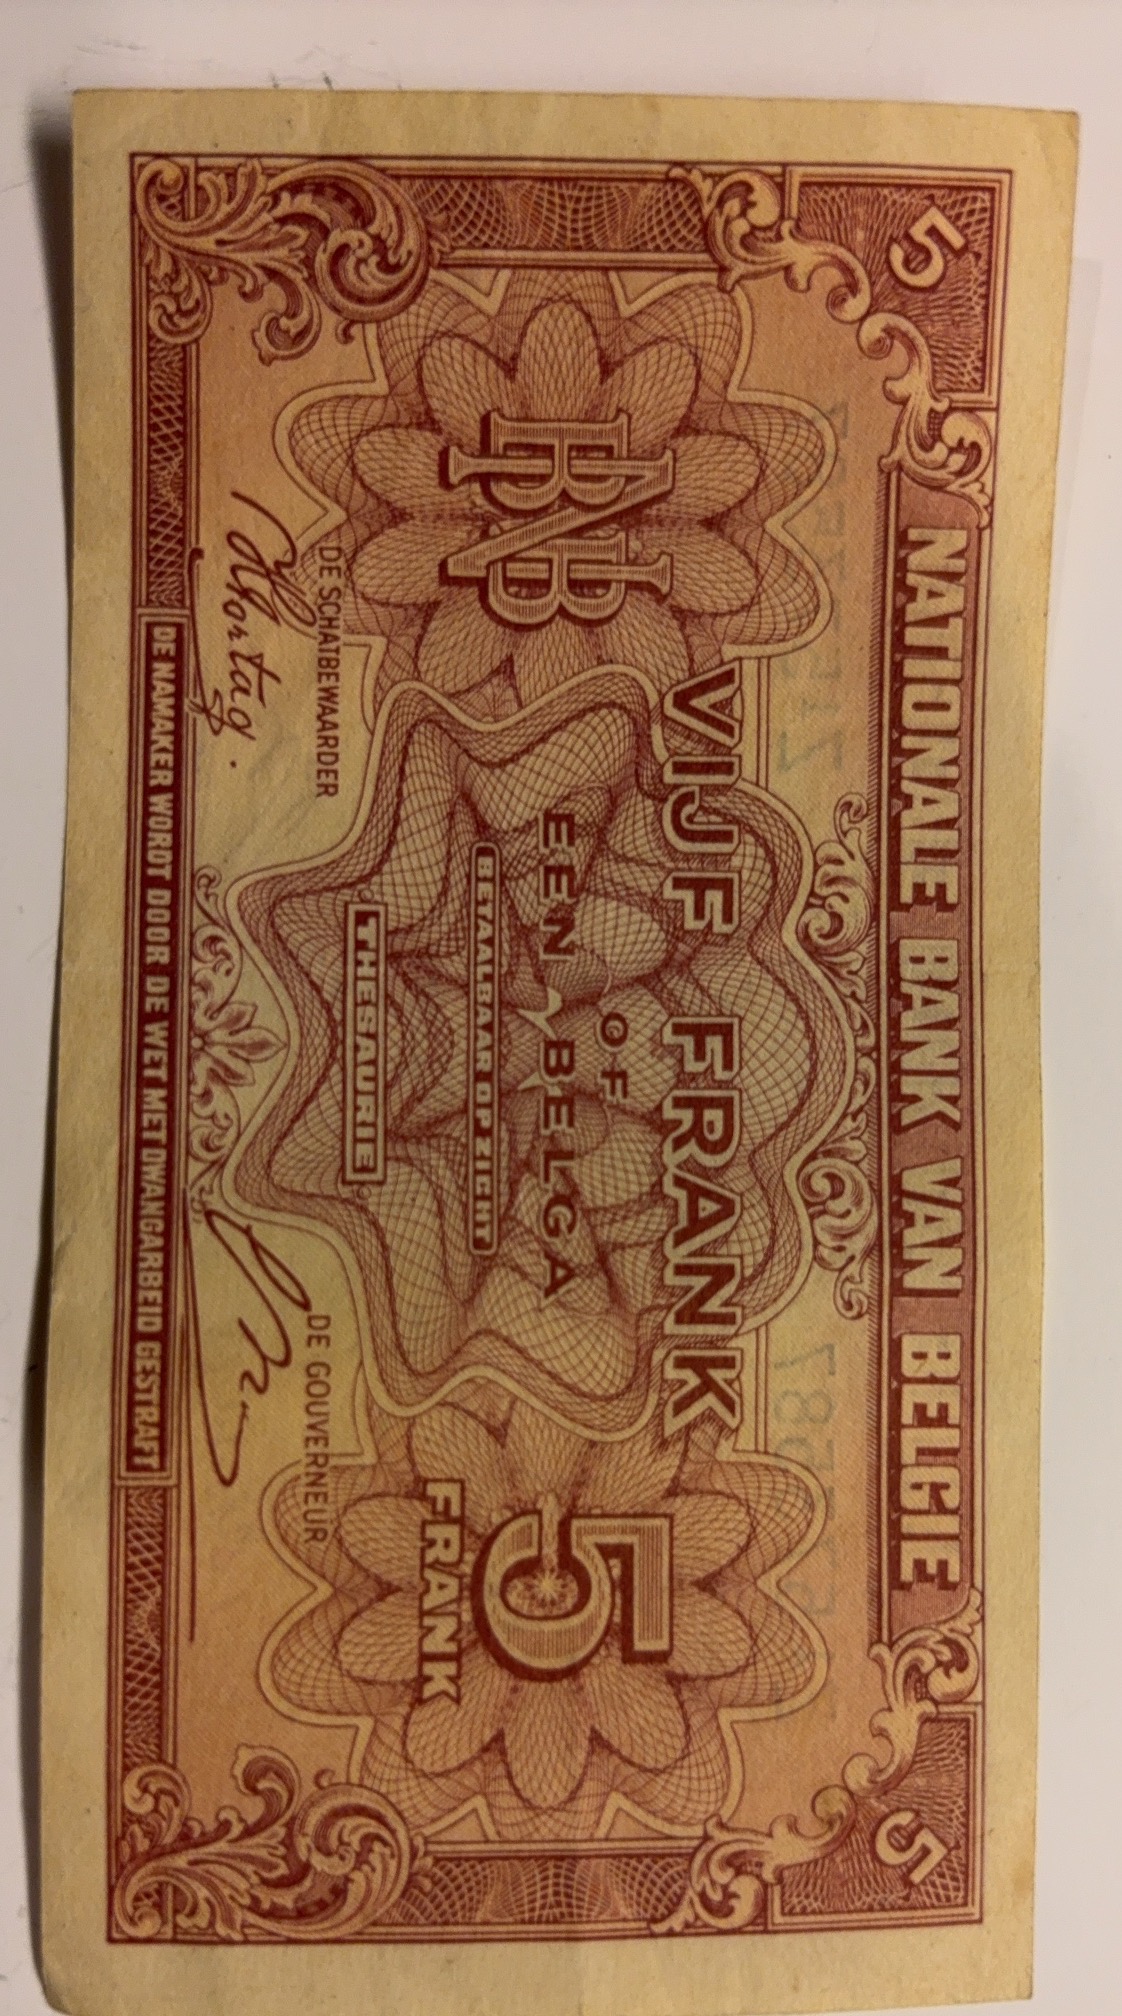 5
5
NATIONALE BANK VAN BELGIE
VIJF FRANK
OF
EEN BELGA
BETAALBAAR OP ZICHT
THESAURIE
BNB
5
FRANK
DE SCHATBEWAARDER
DE GOUVERNEUR
DE NAMAKER WORDT DOOR DE WET MET DWANGARBEID GESTRAFT